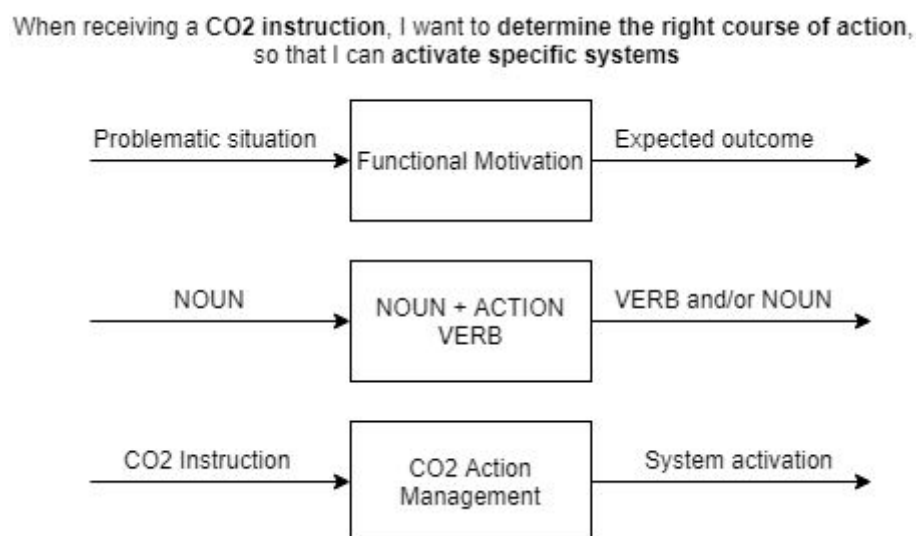 When receiving a CO2 instruction, I want to determine the right course of action,
so that I can activate specific systems
Problematic situation
Functional Motivation
Expected outcome
NOUN
NOUN + ACTION
VERB
VERB and/or NOUN
CO2 Instruction
CO2 Action
Management
System activation